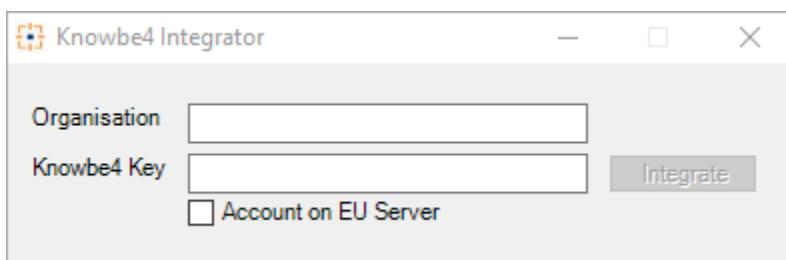 Knowbe4 Integrator
Organisation
Knowbe4 Key
Integrate
Account on EU Server